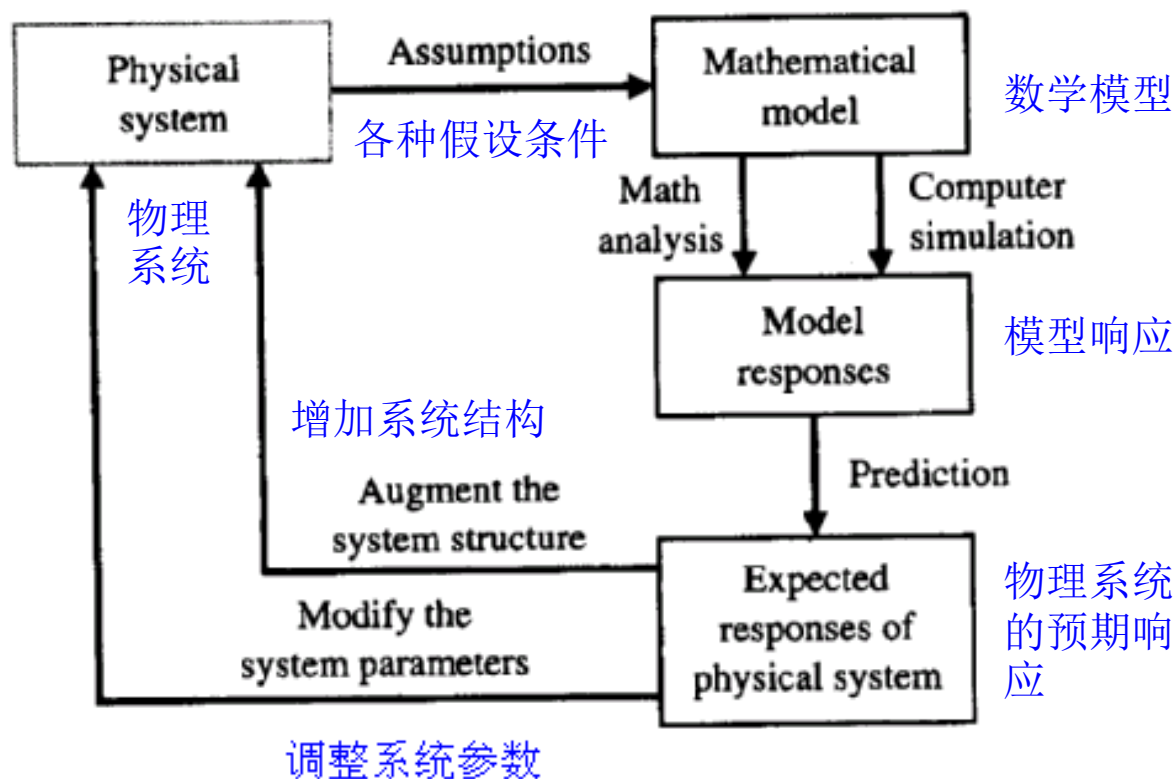 Physical
system
Assumptions
各种假设条件
Mathematical
model
数学模型
物理
系统
Math
analysis
Computer
simulation
Model
responses
模型响应
增加系统结构
Augment the
system structure
Prediction
Modify the
system parameters
Expected
responses of
physical system
物理系统
的预期响
应
调整系统参数